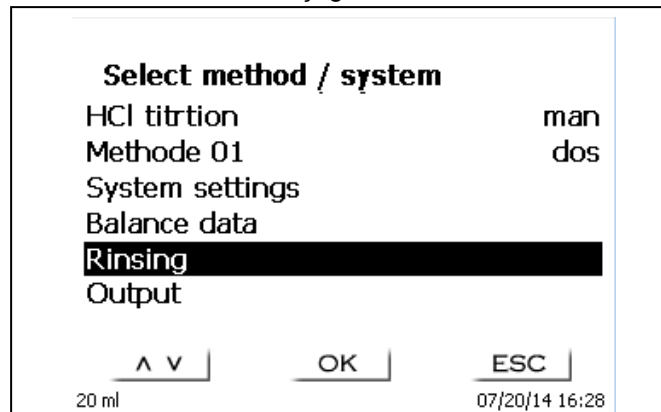 Select method / system
HCl titrtion man
Methode 01 dos
System settings
Balance data
Rinsing
Output
∧ ∨ OK ESC
20 ml 07/20/14 16:28